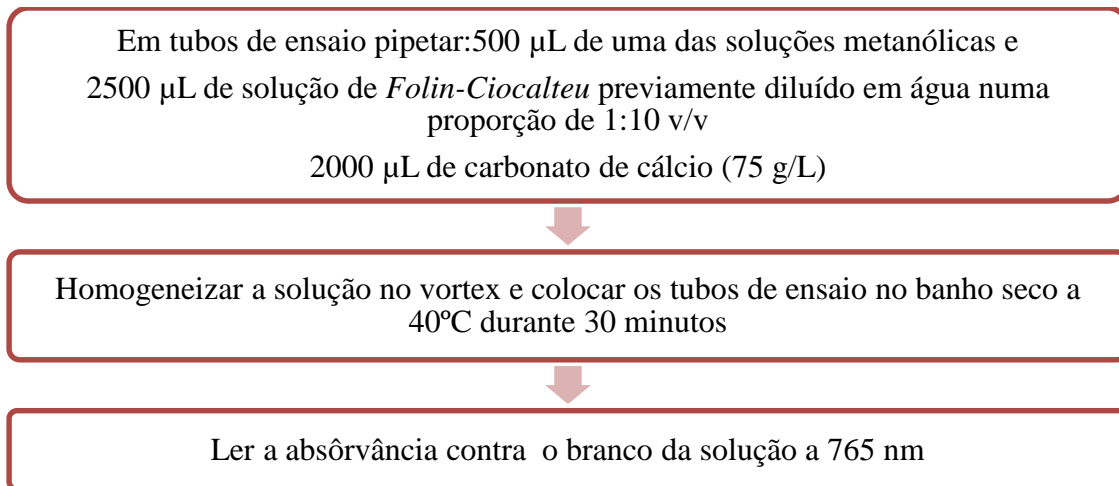 Em tubos de ensaio pipetar:500 µL de uma das soluções metanólicas e
2500 µL de solução de Folin-Ciocalteu previamente diluído em água numa
proporção de 1:10 v/v
2000 µL de carbonato de cálcio (75 g/L)
Homogeneizar a solução no vortex e colocar os tubos de ensaio no banho seco a
40ºC durante 30 minutos
Ler a absôrvância contra o branco da solução a 765 nm